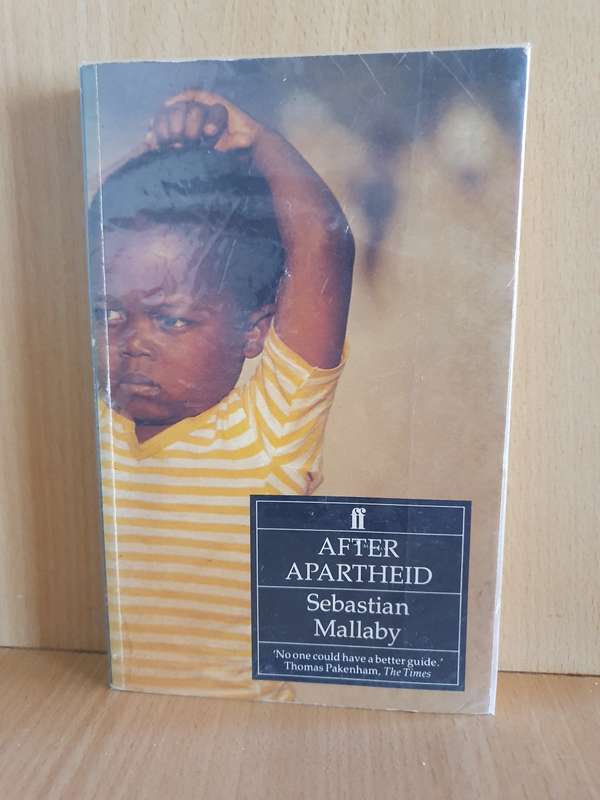 ff
AFTER
APARTHEID
Sebastian
Mallaby
'No one could have a better guide.'
Thomas Pakenham, The Times